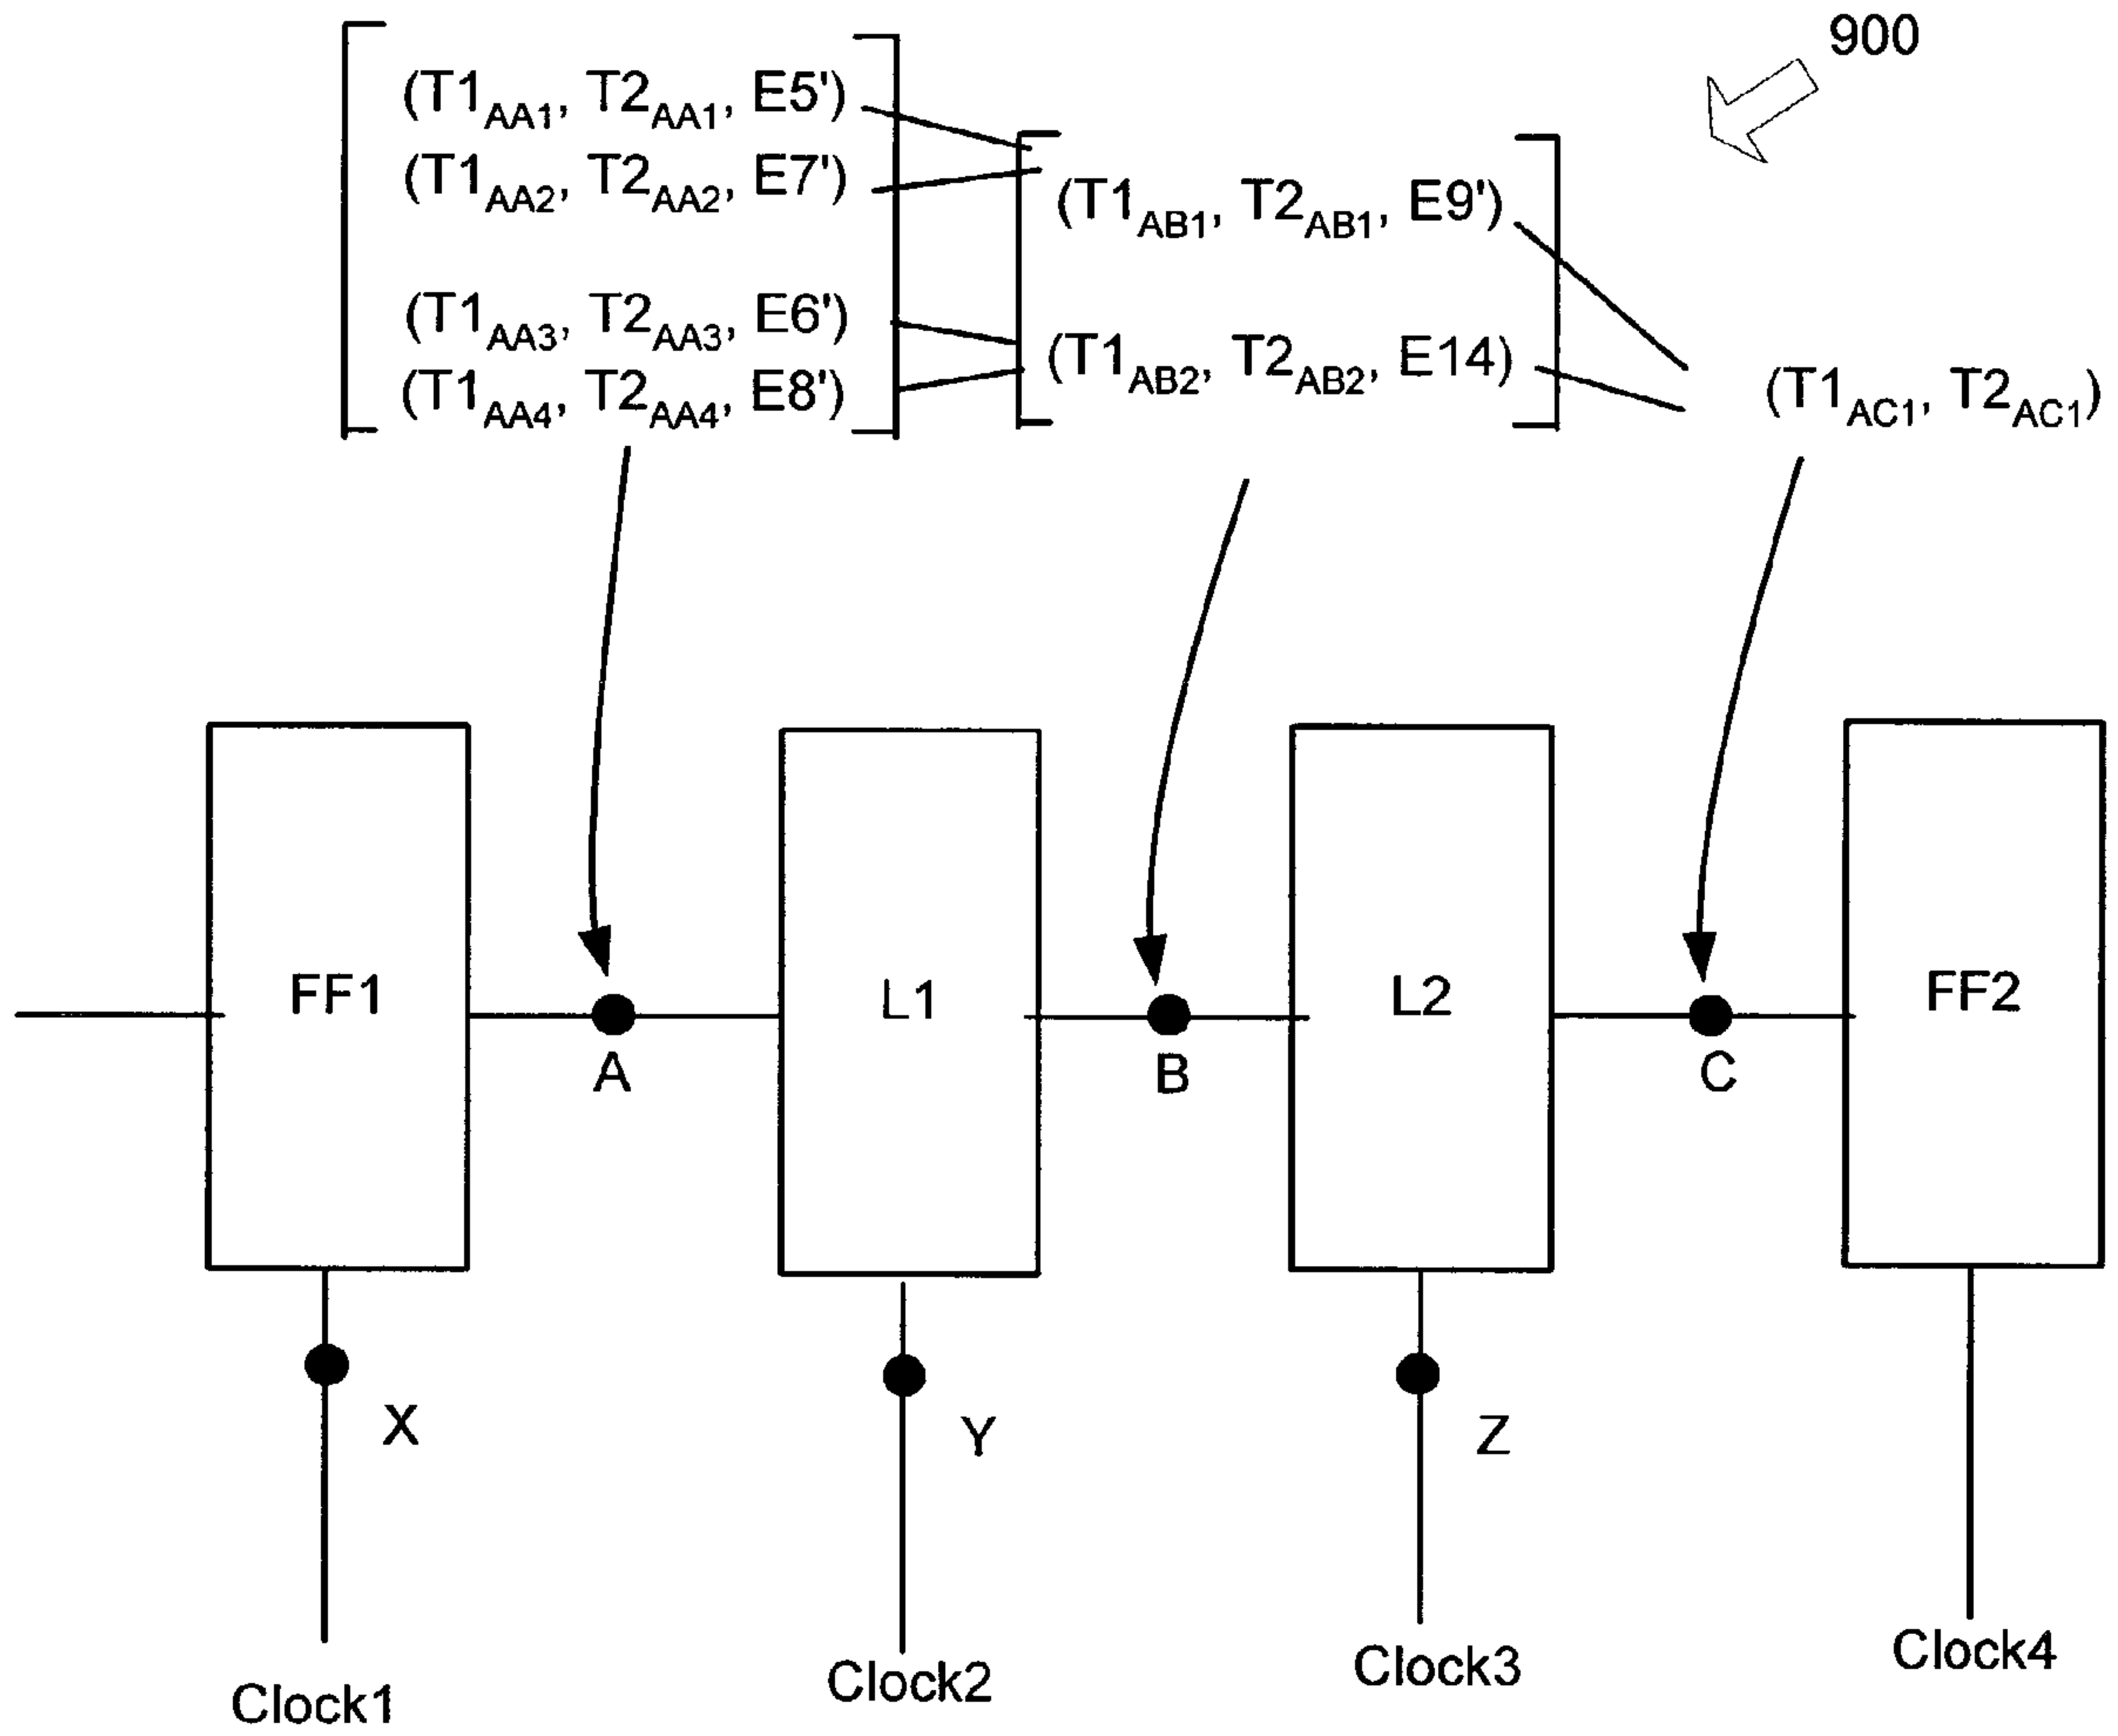 900
(T1AA1, T2AA1, E5')
(T1AA2, T2AA2, E7')
(T1AA3, T2AA3, E6')
(T1AA4, T2AA4, E8')
(T1AB1, T2AB1, E9')
(T1AB2, T2AB2, E14)
(T1AC1, T2AC1)
FF1
L1
L2
FF2
A
B
C
X
Y
Z
Clock1
Clock2
Clock3
Clock4